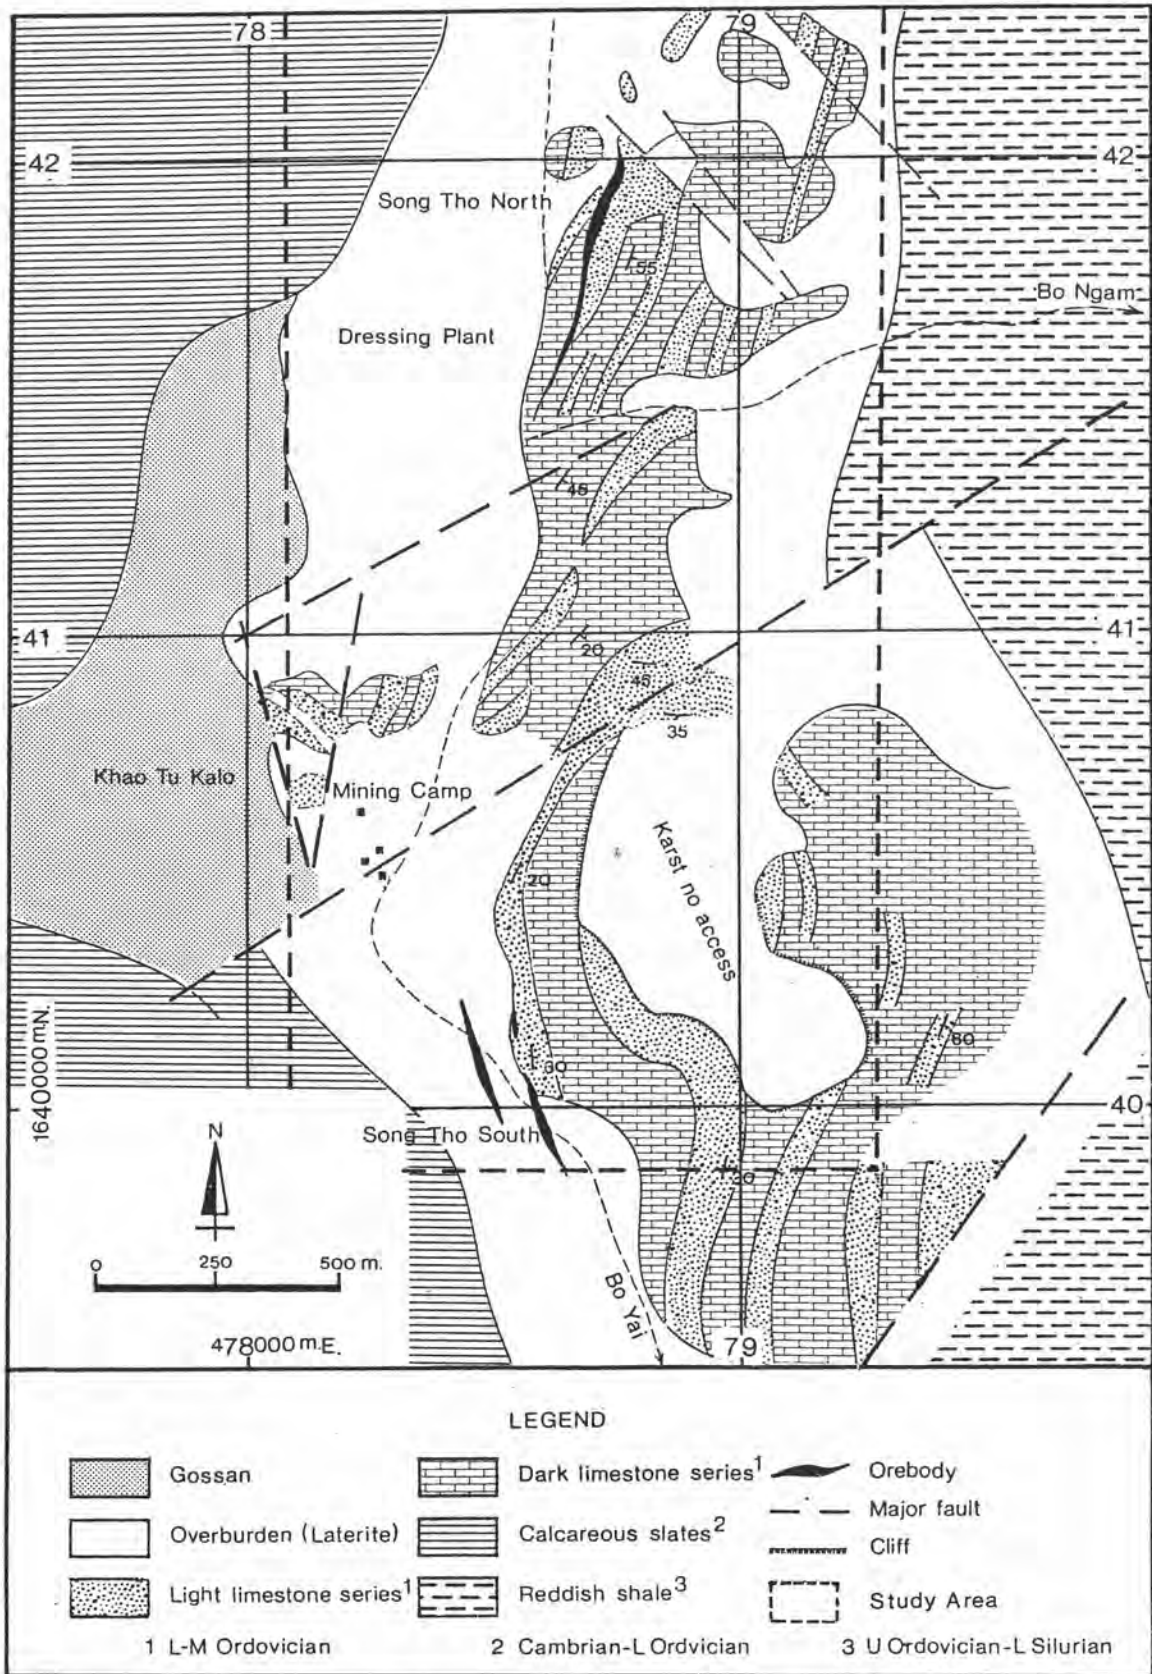 78
79
42
42
Song Tho North
55
Bo Ngam
Dressing Plant
45
41
41
20
45
35
Khao Tu Kalo
Mining Camp
Karst no access
20
80
30
1640000 m.N.
40
N
Song Tho South
0
250
500 m.
Bo Yai
478000 m.E.
79
LEGEND
Gossan
Dark limestone series¹
Orebody
Major fault
Overburden (Laterite)
Calcareous slates²
Cliff
Light limestone series¹
Reddish shale³
Study Area
1 L-M Ordovician
2 Cambrian-L Ordvician
3 U Ordovician-L Silurian